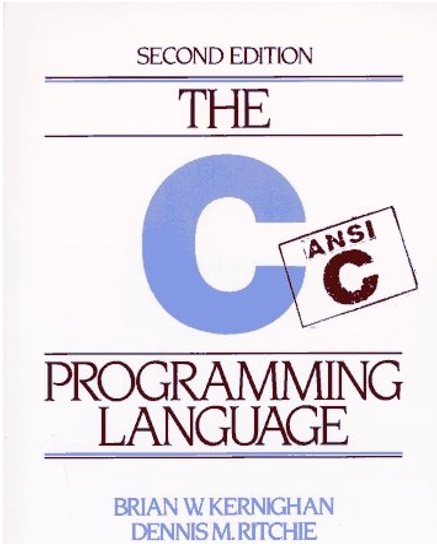 SECOND EDITION
THE
C
ANSI
C
PROGRAMMING
LANGUAGE
BRIAN W. KERNIGHAN
DENNIS M. RITCHIE